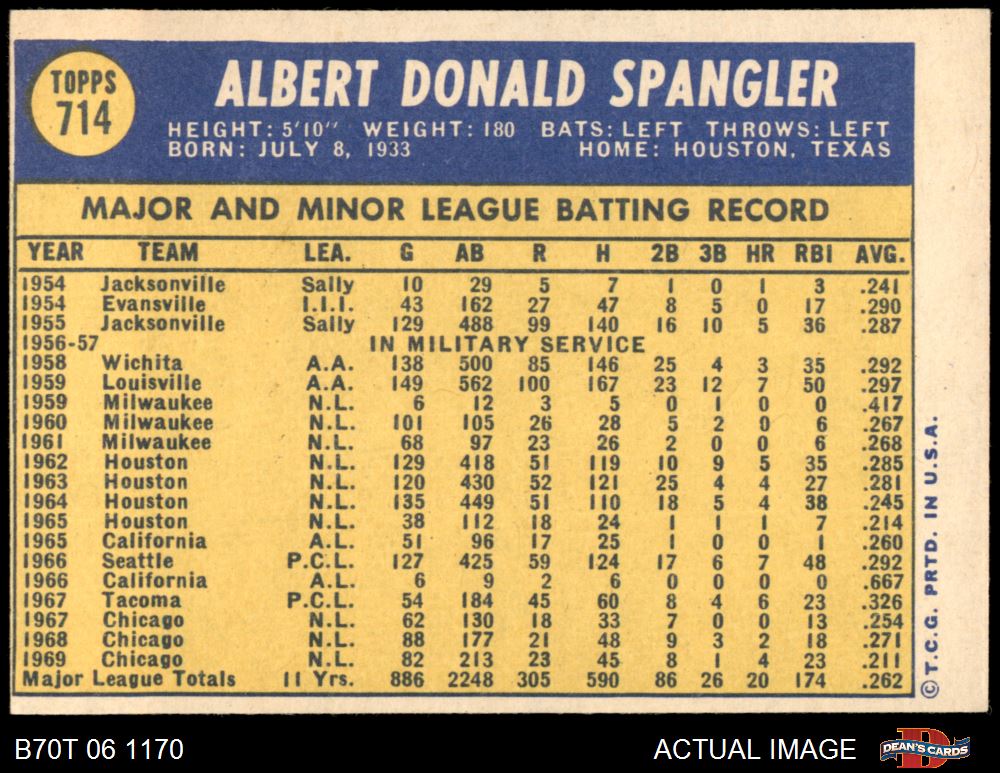 TOPPS
714
ALBERT DONALD SPANGLER
HEIGHT: 5'10" WEIGHT: 180 BATS: LEFT THROWS: LEFT
BORN: JULY 8, 1933 HOME: HOUSTON, TEXAS
MAJOR AND MINOR LEAGUE BATTING RECORD
YEAR TEAM LEA. G AB R H 2B 3B HR RBI AVG.
1954 Jacksonville Sally 10 29 5 7 1 0 1 3 .241
1954 Evansville I.I.I. 43 162 27 47 8 5 0 17 .290
1955 Jacksonville Sally 129 488 99 140 16 10 5 36 .287
1956-57 IN MILITARY SERVICE
1958 Wichita A.A. 138 500 85 146 25 4 3 35 .292
1959 Louisville A.A. 149 562 100 167 23 12 7 50 .297
1959 Milwaukee N.L. 6 12 3 5 0 1 0 0 .417
1960 Milwaukee N.L. 101 105 26 28 5 2 0 6 .267
1961 Milwaukee N.L. 68 97 23 26 2 0 0 6 .268
1962 Houston N.L. 129 418 51 119 10 9 5 35 .285
1963 Houston N.L. 120 430 52 121 25 4 4 27 .281
1964 Houston N.L. 135 449 51 110 18 5 4 38 .245
1965 Houston N.L. 38 112 18 24 1 1 1 7 .214
1965 California A.L. 51 96 17 25 1 0 0 1 .260
1966 Seattle P.C.L. 127 425 59 124 17 6 7 48 .292
1966 California A.L. 6 9 2 6 0 0 0 0 .667
1967 Tacoma P.C.L. 54 184 45 60 8 4 6 23 .326
1967 Chicago N.L. 62 130 18 33 7 0 0 13 .254
1968 Chicago N.L. 88 177 21 48 9 3 2 18 .271
1969 Chicago N.L. 82 213 23 45 8 1 4 23 .211
Major League Totals 11 Yrs. 886 2248 305 590 86 26 20 174 .262
© T.C.G. PRTD. IN U.S.A.
B70T 06 1170 ACTUAL IMAGE DEAN'S CARDS